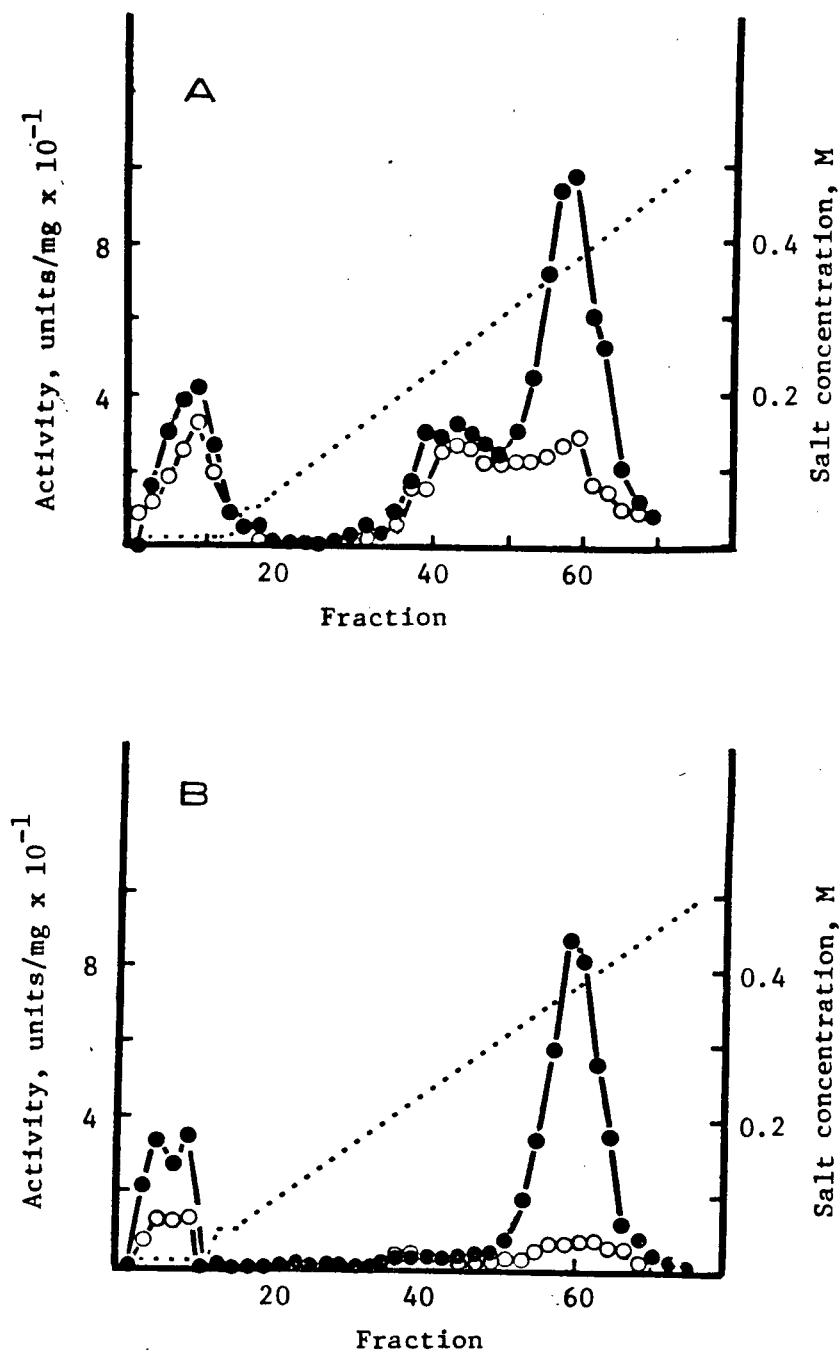 A
Activity, units/mg x 10⁻¹
8
4
Salt concentration, M
0.4
0.2
20
40
60
Fraction
B
Activity, units/mg x 10⁻¹
8
4
Salt concentration, M
0.4
0.2
20
40
60
Fraction